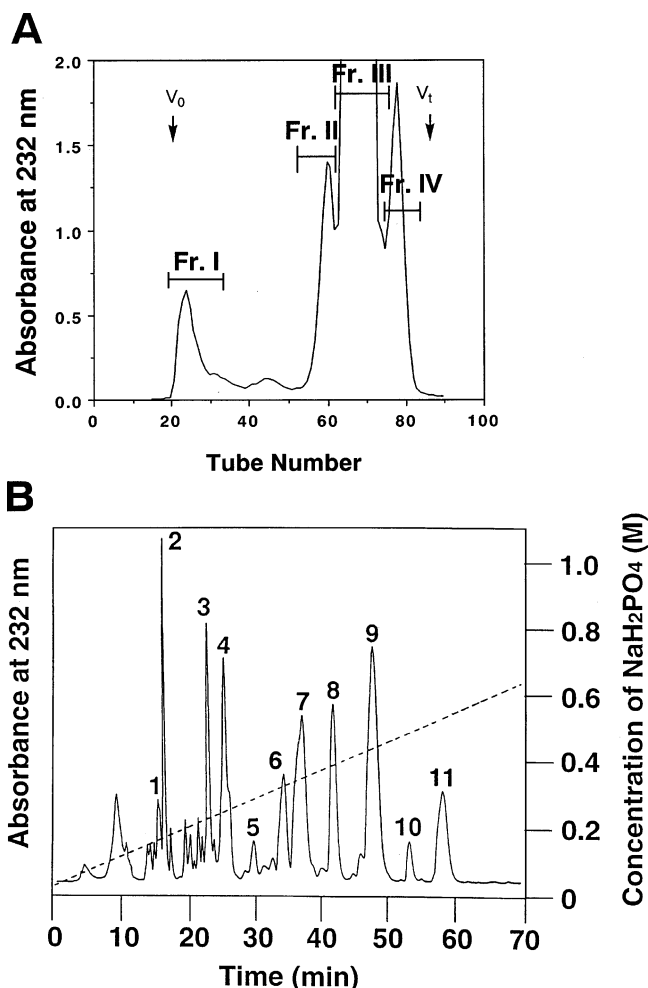 A
2.0
Fr. III
V0
Vt
Fr. II
1.5
Fr. IV
1.0
Fr. I
0.5
0.0
0 20 40 60 80 100
Absorbance at 232 nm
Tube Number
B
2
1.0
3
0.8
4
9
0.6
7
8
6
0.4
1
11
5
10
0.2
0
0 10 20 30 40 50 60 70
Absorbance at 232 nm
Concentration of NaH2PO4 (M)
Time (min)